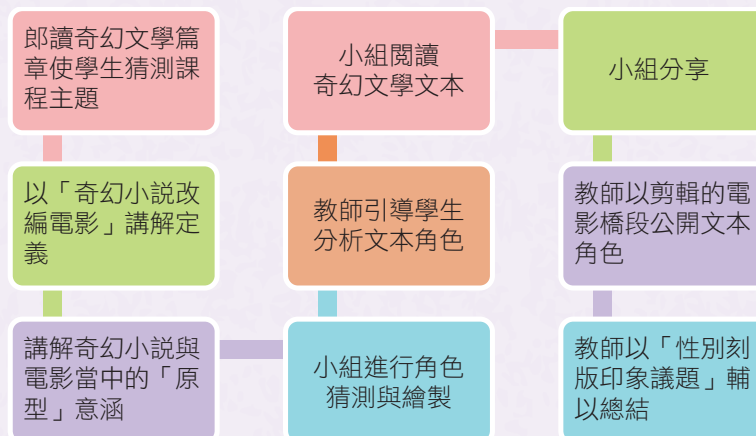 郎讀奇幻文學篇
章使學生猜測課
程主題
以「奇幻小說改
編電影」講解定
義
講解奇幻小說與
電影當中的「原
型」意涵
小組進行角色
猜測與繪製
教師引導學生
分析文本角色
小組閱讀
奇幻文學文本
小組分享
教師以剪輯的電
影橋段公開文本
角色
教師以「性別刻
版印象議題」輔
以總結